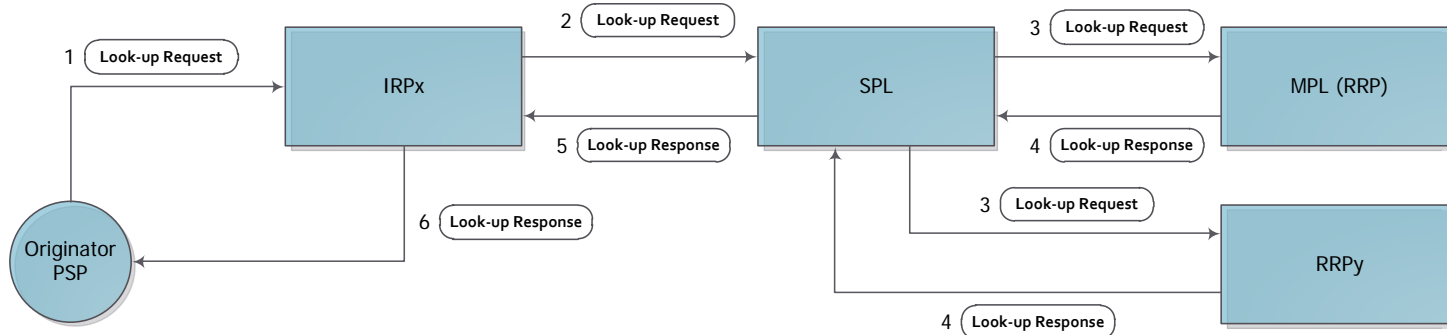 2 Look-up Request
3 Look-up Request
1 Look-up Request
IRPx
SPL
MPL (RRP)
5 Look-up Response
4 Look-up Response
3 Look-up Request
6 Look-up Response
Originator
PSP
RRPy
4 Look-up Response